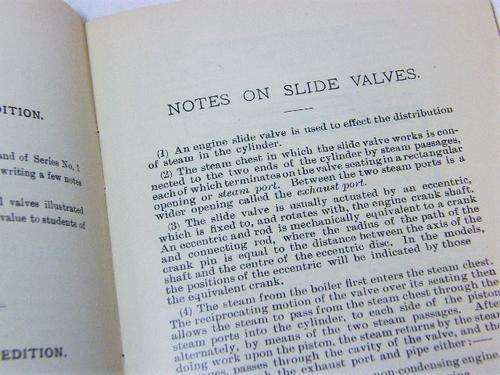 DITION.
and of Series No. 1
writing a few notes
valves illustrated
value to students of
EDITION.
NOTES ON SLIDE VALVES.
(1) An engine slide valve is used to effect the distribution
of steam in the cylinder.
(2) The steam chest in which the slide valve works is con-
nected to the two ends of the cylinder by steam passages,
each of which terminates on the valve seating in a rectangular
opening or steam port. Between the two steam ports is a
wider opening called the exhaust port.
(3) The slide valve is usually actuated by an eccentric,
which is fixed to, and rotates with, the engine crank shaft.
An eccentric and rod is mechanically equivalent to a crank
and connecting rod, where the radius of the path of the
crank pin is equal to the distance between the axis of the
shaft and the centre of the eccentric disc. In the models,
the positions of the eccentric will be indicated by those
the equivalent crank.
(4) The steam from the boiler first enters the steam chest.
The reciprocating motion of the valve over its seating then
allows the steam to pass from the steam chest through the
steam ports into the cylinder, to each side of the piston
alternately, by means of the two steam passages. After
doing work upon the piston, the steam returns by the steam
passages, passes through the cavity of the valve, and the
the exhaust port and pipe either:—
non-condensing engine